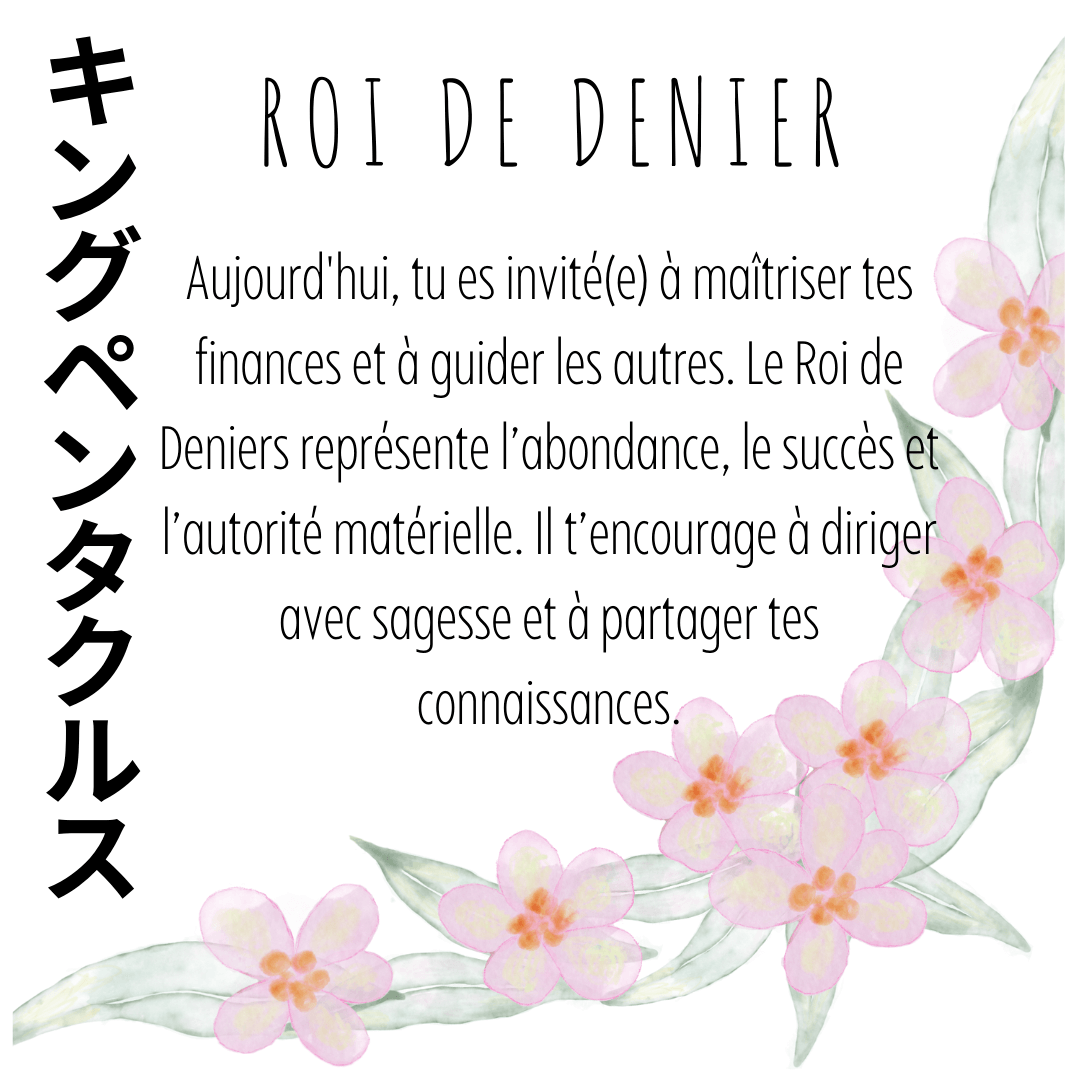 キングペンタクルス
ROI DE DENIER
Aujourd'hui, tu es invité(e) à maîtriser tes
finances et à guider les autres. Le Roi de
Deniers représente l’abondance, le succès et
l’autorité matérielle. Il t’encourage à diriger
avec sagesse et à partager tes
connaissances.